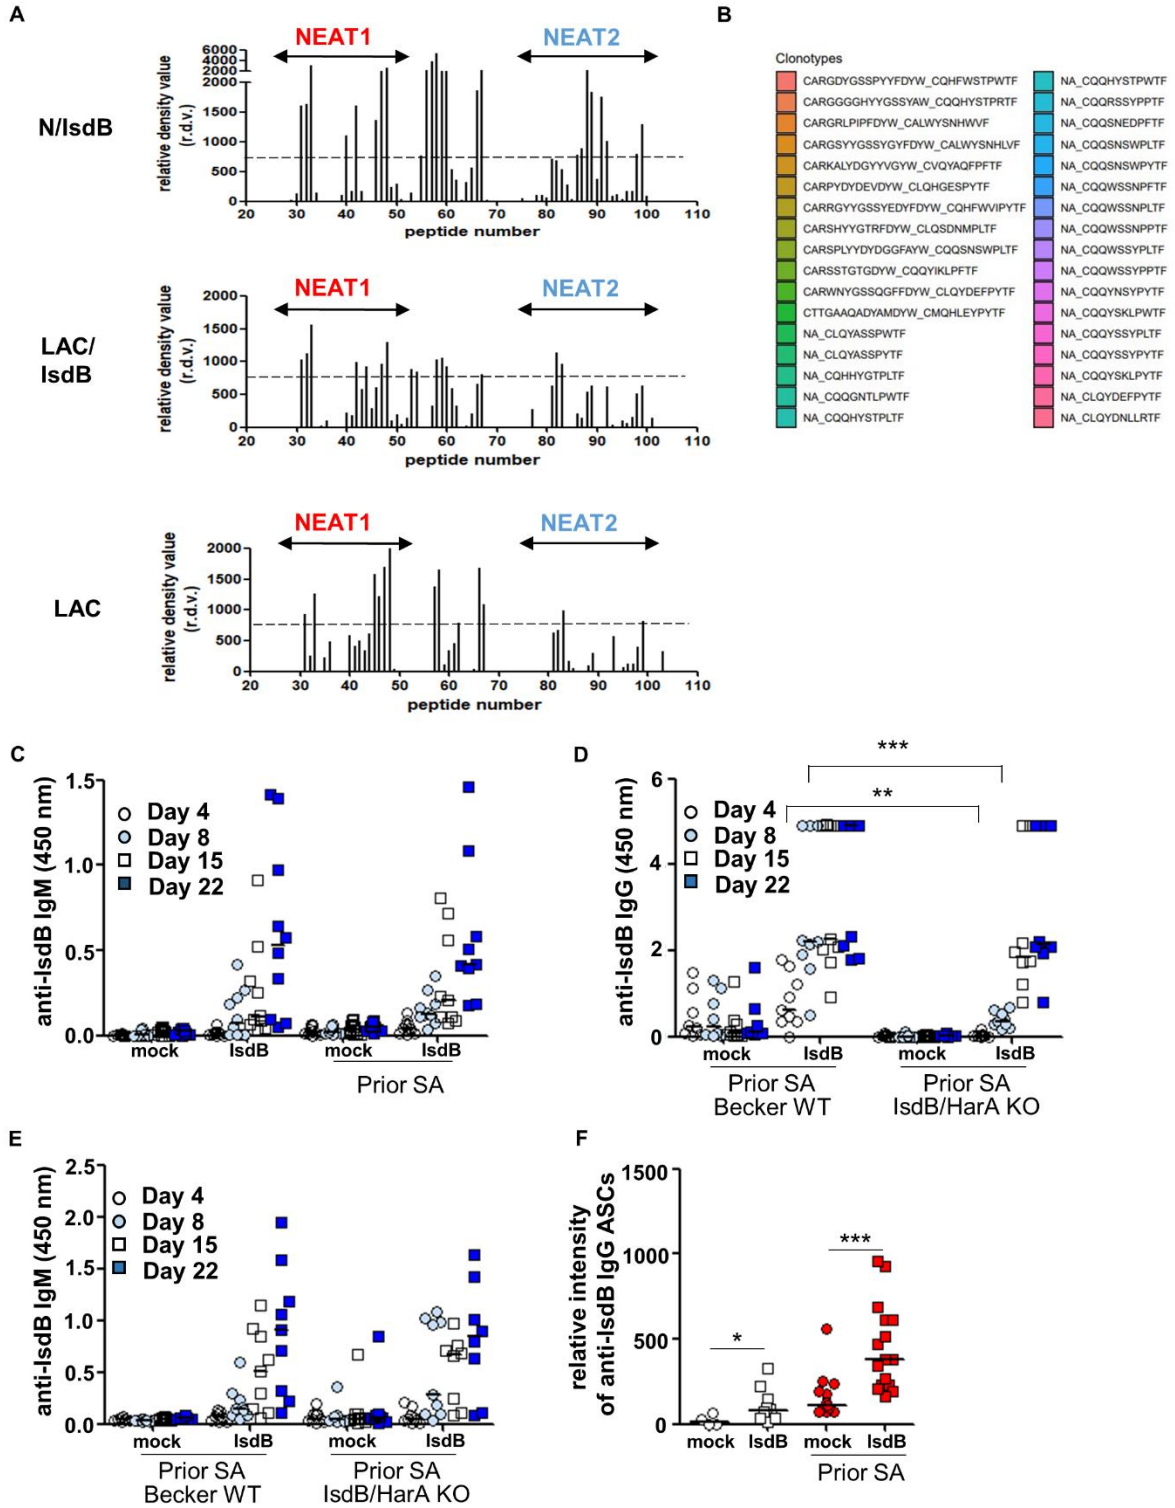 A
NEAT1
NEAT2
N/IsdB
relative density value
(r.d.v.)
6000
4000
2000
2000
1500
1000
500
0
20 30 40 50 60 70 80 90 100 110
peptide number
NEAT1
NEAT2
LAC/
IsdB
relative density value
(r.d.v.)
2000
1500
1000
500
0
20 30 40 50 60 70 80 90 100 110
peptide number
NEAT1
NEAT2
LAC
relative density value
(r.d.v.)
2000
1500
1000
500
0
20 30 40 50 60 70 80 90 100 110
peptide number
B
Clonotypes
CARGDYGSSPYYFDYW_CQHFWSTPWTF
CARGGGGHYYGSSYAW_CQQHYSTPRTF
CARGRLPIPFDYW_CALWYSNHWVF
CARGSYYGSSYGYFDYW_CALWYSNHLVF
CARKALYDGYYVGYW_CVQYAQFPFTF
CARPYDYDEVDYW_CLQHGESPYTF
CARRGYYGSSYEDYFDYW_CQHFWVIPYTF
CARSHYYGTRFDYW_CLQSDNMPLTF
CARSPLYYDYDGGFAYW_CQQSNSWPLTF
CARSSTGTGDYW_CQQYIKLPFTF
CARWNYGSSQGFFDYW_CLQYDEFPYTF
CTTGAAQADYAMDYW_CMQHLEYPYTF
NA_CLQYASSPWTF
NA_CLQYASSPYTF
NA_CQHHYGTPLTF
NA_CQQGNTLPWTF
NA_CQQHYSTPLTF
NA_CQQHYSTPWTF
NA_CQQRSSYPPTF
NA_CQQSNEDPFTF
NA_CQQSNSWPLTF
NA_CQQSNSWPYTF
NA_CQQWSSNPFTF
NA_CQQWSSNPLTF
NA_CQQWSSNPPTF
NA_CQQWSSYPLTF
NA_CQQWSSYPPTF
NA_CQQYNSYPYTF
NA_CQQYSKLPWTF
NA_CQQYSSYPLTF
NA_CQQYSSYPYTF
NA_CQQYSKLPYTF
NA_CLQYDEFPYTF
NA_CLQYDNLLRTF
C
anti-IsdB IgM (450 nm)
1.5
1.0
0.5
0.0
Day 4
Day 8
Day 15
Day 22
mock IsdB mock IsdB
Prior SA
D
anti-IsdB IgG (450 nm)
6
4
2
0
Day 4
Day 8
Day 15
Day 22
***
**
mock IsdB mock IsdB
Prior SA Prior SA
Becker WT IsdB/HarA KO
E
anti-IsdB IgM (450 nm)
2.5
2.0
1.5
1.0
0.5
0.0
Day 4
Day 8
Day 15
Day 22
mock IsdB mock IsdB
Prior SA Prior SA
Becker WT IsdB/HarA KO
F
relative intensity
of anti-IsdB IgG ASCs
1500
1000
500
0
*
***
mock IsdB mock IsdB
Prior SA